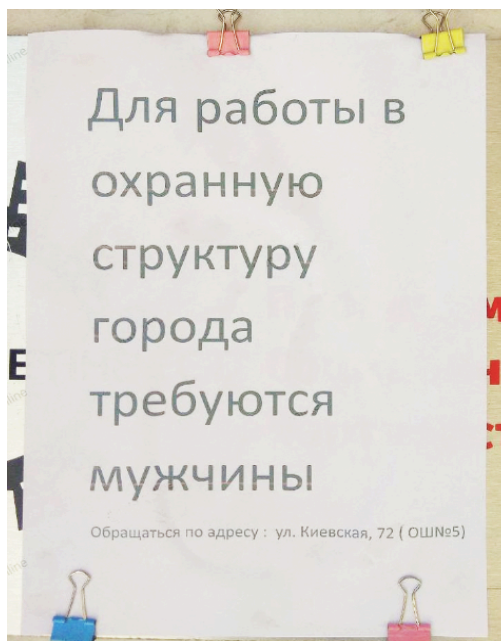 Для работы в
охранную
структуру
города
требуются
мужчины
Обращаться по адресу : ул. Киевская, 72 ( ОШ№5)